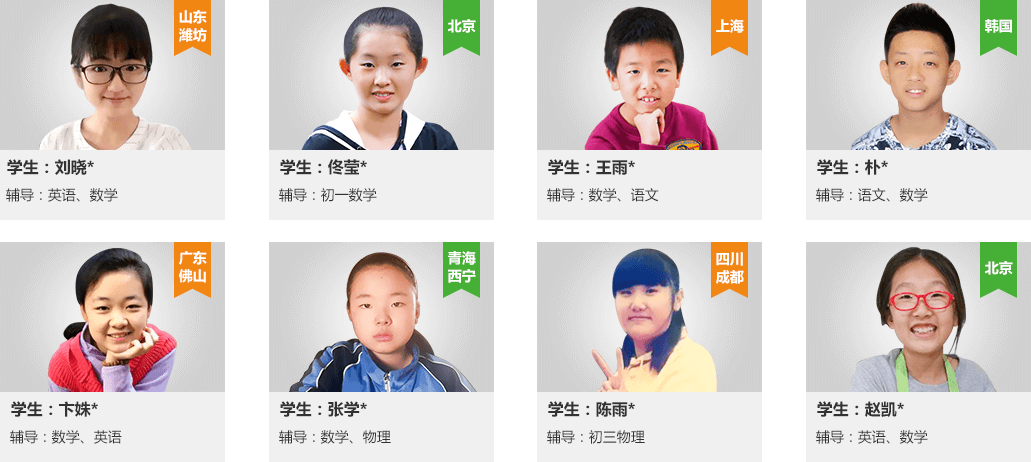 山东
潍坊
学生：刘晓*
辅导：英语、数学
北京
学生：佟莹*
辅导：初一数学
上海
学生：王雨*
辅导：数学、语文
韩国
学生：朴*
辅导：语文、数学
广东
佛山
学生：卞姝*
辅导：数学、英语
青海
西宁
学生：张学*
辅导：数学、物理
四川
成都
学生：陈雨*
辅导：初三物理
北京
学生：赵凯*
辅导：英语、数学